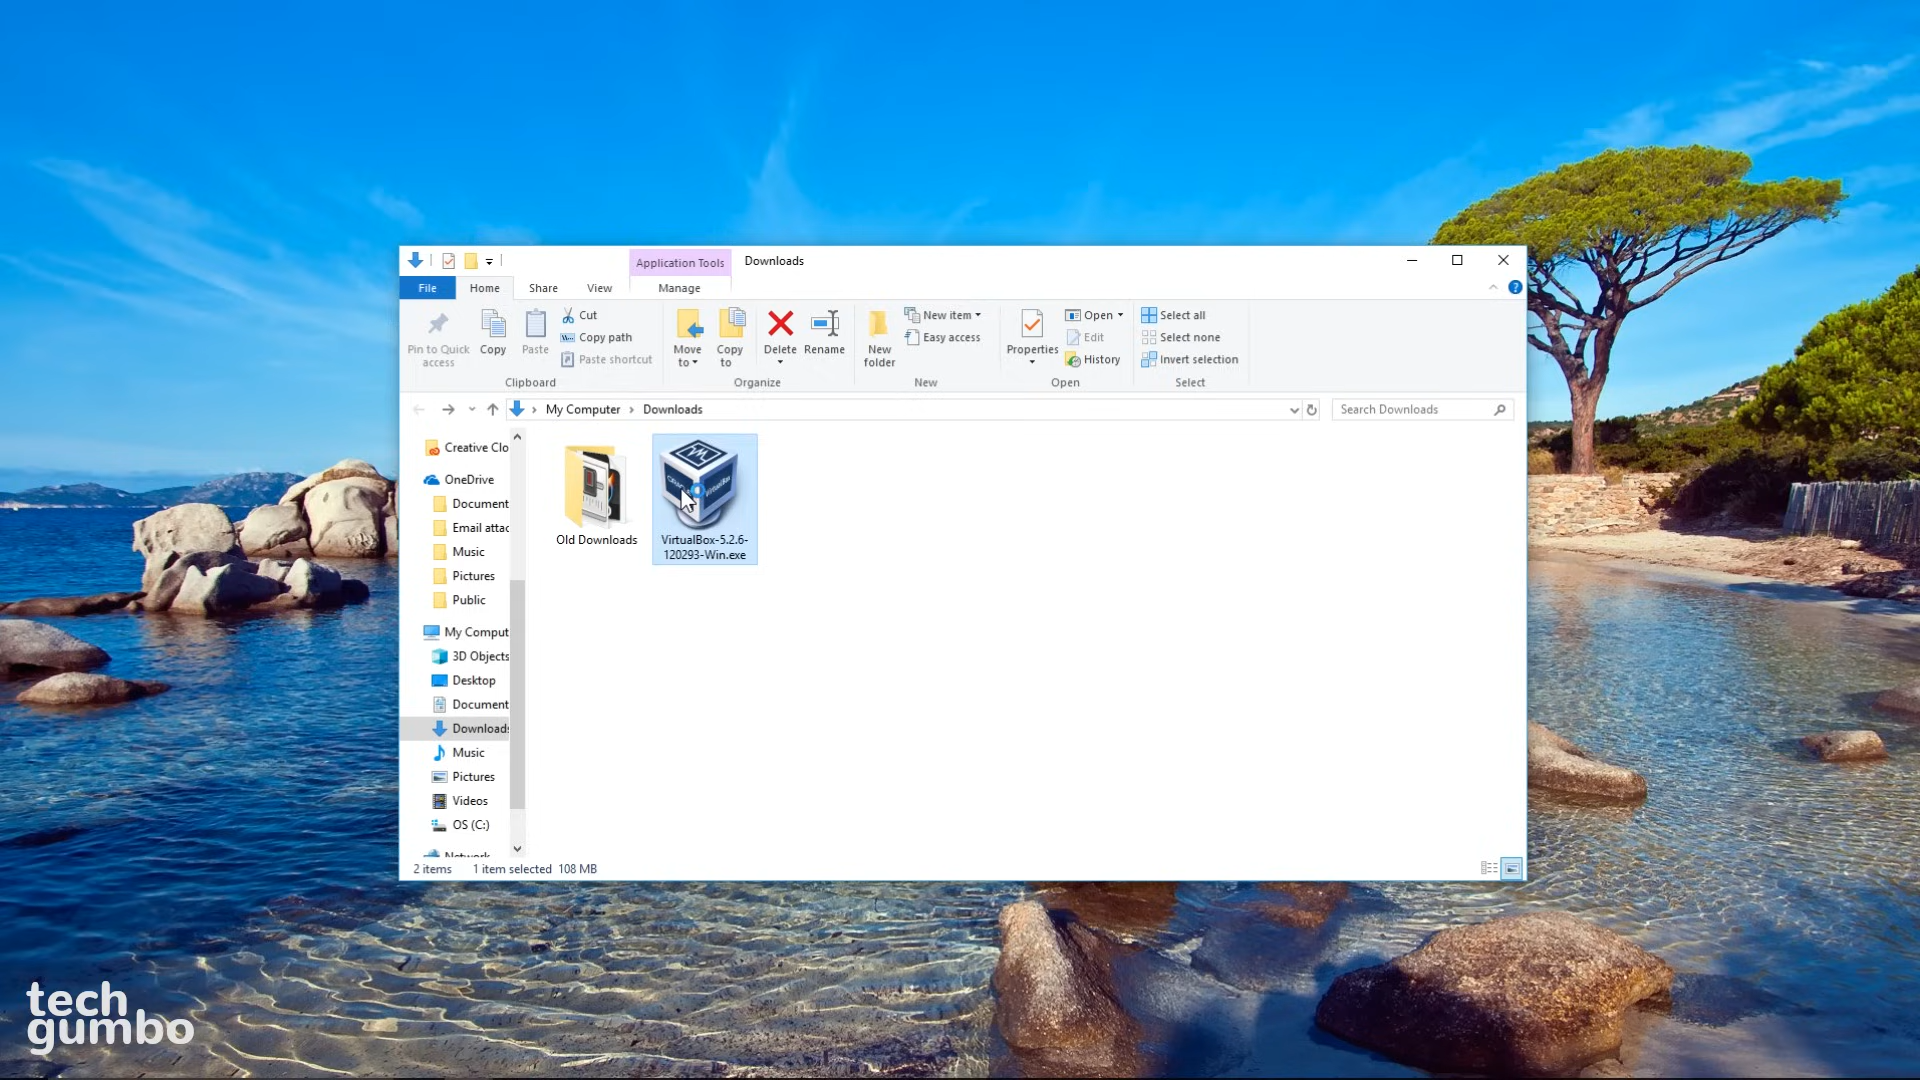 Application Tools
Downloads
File
Home
Share
View
Manage
Pin to Quick
access
Copy
Paste
Cut
Copy path
Paste shortcut
Clipboard
Move
to
Copy
to
Delete
Rename
Organize
New
folder
New item
Easy access
New
Properties
Open
Edit
History
Open
Select all
Select none
Invert selection
Select
My Computer
Downloads
Search Downloads
Creative Clo
OneDrive
Document
Email attac
Music
Pictures
Public
My Comput
3D Objects
Desktop
Document
Downloads
Music
Pictures
Videos
OS (C:)
Network
Old Downloads
VirtualBox
VirtualBox-5.2.6-
120293-Win.exe
2 items
1 item selected 108 MB
tech
gumbo